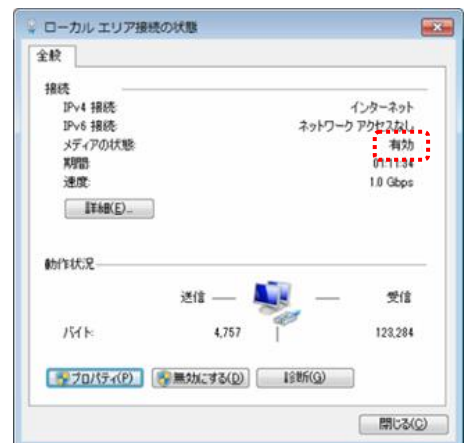 ローカル エリア接続の状態
全般
接続
IPv4 接続: インターネット
IPv6 接続: ネットワーク アクセスなし
メディアの状態: 有効
期間: 01:11:34
速度: 1.0 Gbps
詳細(E)...
動作状況
送信 — — 受信
バイト: 4,757 123,284
プロパティ(P) 無効にする(D) 診断(G)
閉じる(C)